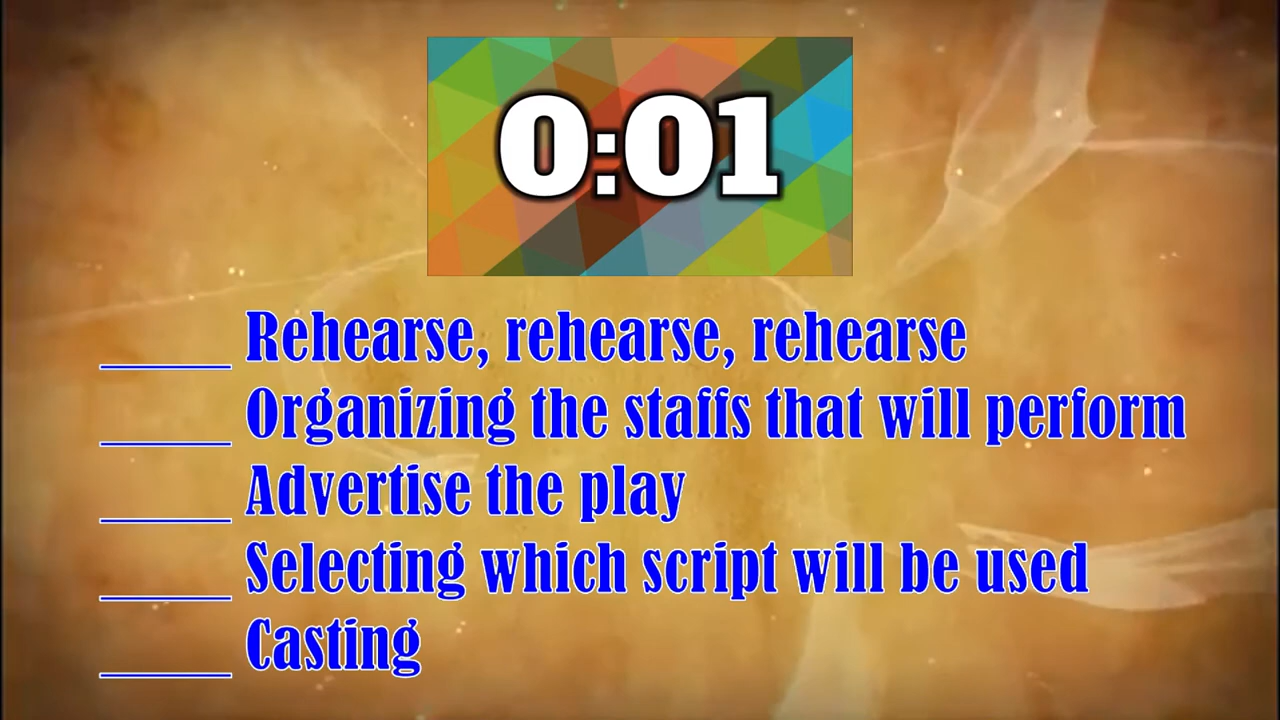 0:01
_____ Rehearse, rehearse, rehearse
_____ Organizing the staffs that will perform
_____ Advertise the play
_____ Selecting which script will be used
_____ Casting